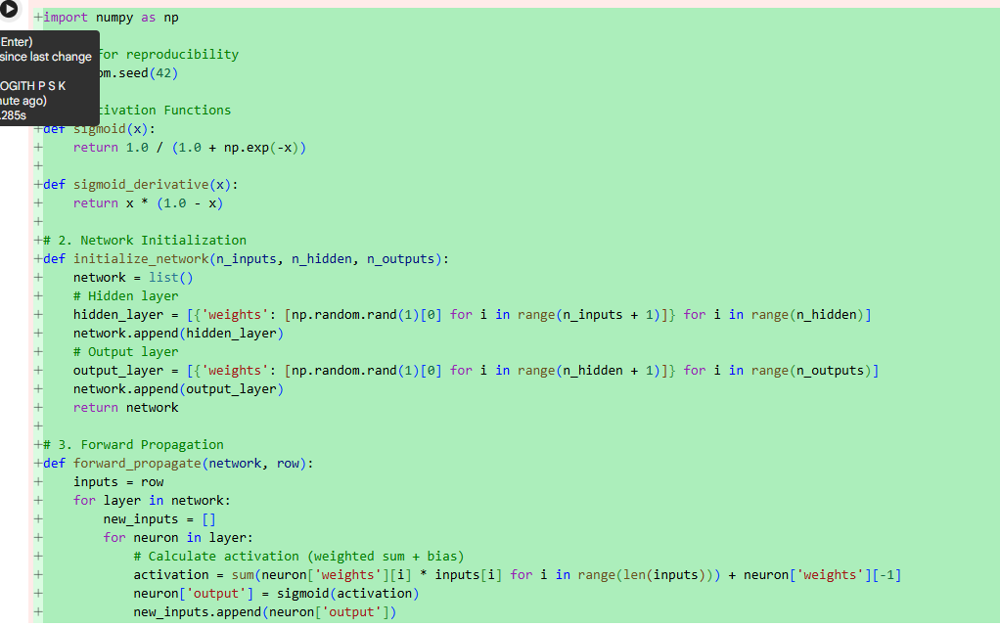 +import numpy as np
Enter)
since last change
for reproducibility
om.seed(42)
OGITH P S K
ute ago)
.285s
tivation Functions
+def sigmoid(x):
+    return 1.0 / (1.0 + np.exp(-x))
+
+def sigmoid_derivative(x):
+    return x * (1.0 - x)
+
+# 2. Network Initialization
+def initialize_network(n_inputs, n_hidden, n_outputs):
+    network = list()
+    # Hidden layer
+    hidden_layer = [{'weights': [np.random.rand(1)[0] for i in range(n_inputs + 1)]} for i in range(n_hidden)]
+    network.append(hidden_layer)
+    # Output layer
+    output_layer = [{'weights': [np.random.rand(1)[0] for i in range(n_hidden + 1)]} for i in range(n_outputs)]
+    network.append(output_layer)
+    return network
+
+# 3. Forward Propagation
+def forward_propagate(network, row):
+    inputs = row
+    for layer in network:
+        new_inputs = []
+        for neuron in layer:
+            # Calculate activation (weighted sum + bias)
+            activation = sum(neuron['weights'][i] * inputs[i] for i in range(len(inputs))) + neuron['weights'][-1]
+            neuron['output'] = sigmoid(activation)
+            new_inputs.append(neuron['output'])